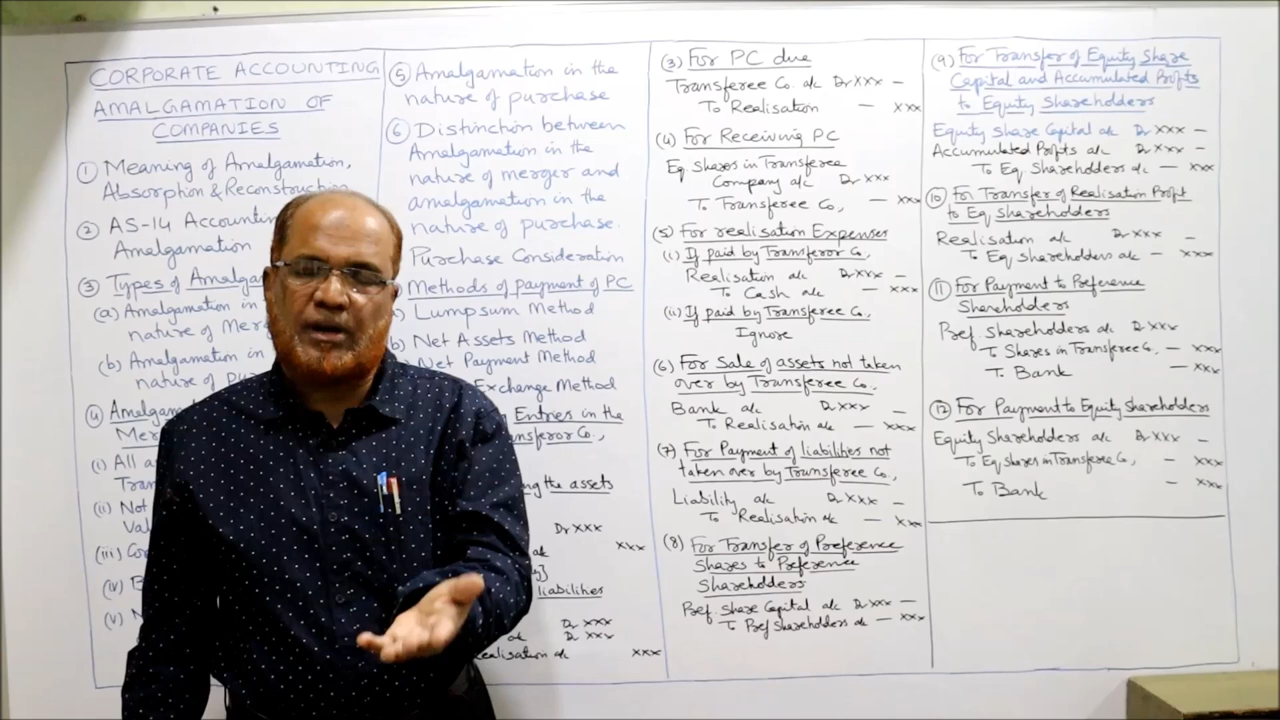 CORPORATE ACCOUNTING
AMALGAMATION OF
COMPANIES
① Meaning of Amalgamation,
Absorption & Reconstruction
② AS-14 Accounting
Amalgamation
③ Types of Amalga
(a) Amalgamation in
nature of Mer
(b) Amalgamation in
nature of pu
④ Amalgam
Mer
(i) All a
Tran
(ii) Not
Val
(iii) Con
(iv) B
(v) N
⑤ Amalgamation in the
nature of purchase
⑥ Distinction between
Amalgamation in the
nature of merger and
amalgamation in the
nature of purchase.
Purchase Consideration
Methods of payment of PC
Lumpsum Method
b) Net Assets Method
Net Payment Method
Exchange Method
Entries in the
nsferor Co.,
ng the assets
Dr xxx
a/c xxx
liabilities
Dr xxx
a/c Dr xxx
ealisation a/c xxx
(3) For PC due
Transferee Co. a/c Dr xxx —
To Realisation — xxx
(4) For Receiving PC
Eq Shares in Transferee
Company a/c Dr xxx
To Transferee Co, — xxx
(5) For realisation Expenses
(i) If paid by Transferor Co,
Realisation a/c Dr xxx —
To Cash a/c — xxx
(ii) If paid by Transferee Co,
Ignore
(6) For Sale of assets not taken
over by Transferee Co.
Bank a/c Dr xxx —
To Realisation a/c — xxx
(7) For Payment of liabilities not
taken over by Transferee Co,
Liability a/c Dr xxx —
To Realisation a/c — xxx
(8) For Transfer of Preference
Shares to Preference
Shareholders
Pref Share Capital a/c Dr xxx —
To Pref Shareholders a/c — xxx
(9) For Transfer of Equity Share
Capital and Accumulated Profits
to Equity Shareholders
Equity Share Capital a/c Dr xxx —
Accumulated Profits a/c Dr xxx —
To Eq Shareholders a/c — xxx
⑩ For Transfer of Realisation Profit
to Eq Shareholders
Realisation a/c Dr xxx —
To Eq Shareholders a/c — xxx
⑪ For Payment to Preference
Shareholders
Pref Shareholders a/c Dr xxx
To Shares in Transferee Co, — xxx
To Bank — xxx
⑫ For Payment to Equity Shareholders
Equity Shareholders a/c Dr xxx —
To Eq Shares in Transferee Co, — xxx
To Bank — xxx